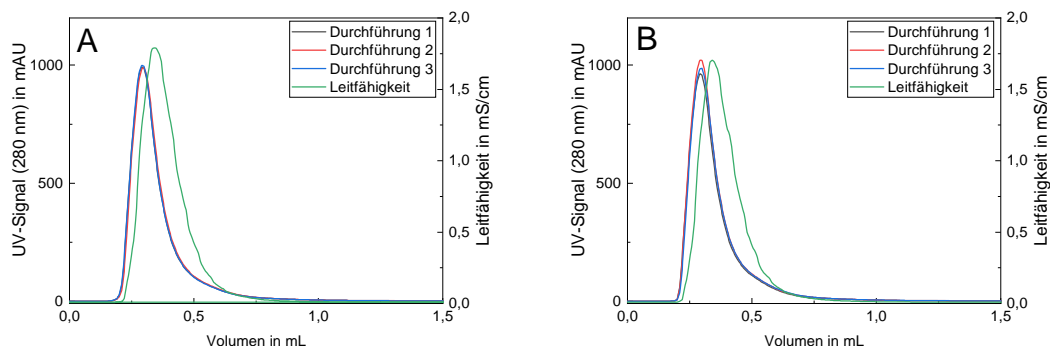 A
Durchführung 1
Durchführung 2
Durchführung 3
Leitfähigkeit
UV-Signal (280 nm) in mAU
1000
500
0
0,0
0,5
1,0
1,5
Volumen in mL
2,0
1,5
1,0
0,5
0,0
Leitfähigkeit in mS/cm
B
Durchführung 1
Durchführung 2
Durchführung 3
Leitfähigkeit
UV-Signal (280 nm) in mAU
1000
500
0
0,0
0,5
1,0
1,5
Volumen in mL
2,0
1,5
1,0
0,5
0,0
Leitfähigkeit in mS/cm